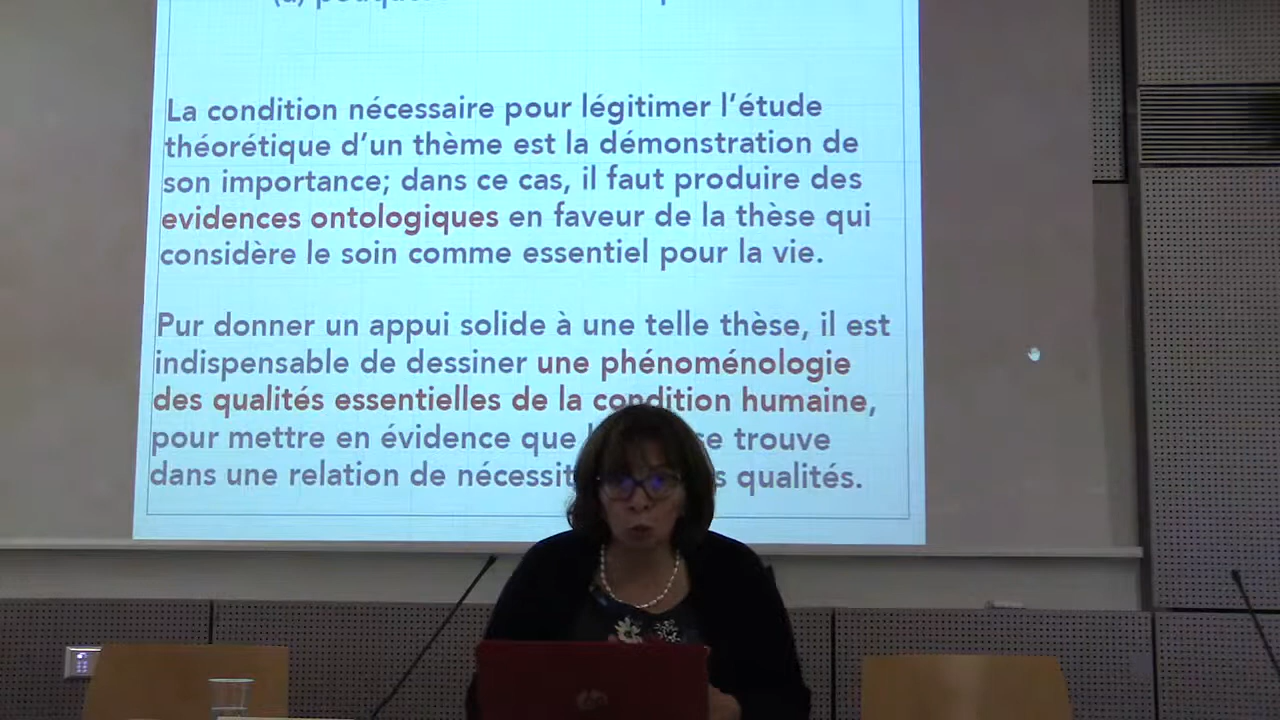 La condition nécessaire pour légitimer l'étude
théorétique d'un thème est la démonstration de
son importance; dans ce cas, il faut produire des
evidences ontologiques en faveur de la thèse qui
considère le soin comme essentiel pour la vie.
Pur donner un appui solide à une telle thèse, il est
indispensable de dessiner une phénoménologie
des qualités essentielles de la condition humaine,
pour mettre en évidence que se trouve
dans une relation de qualités.